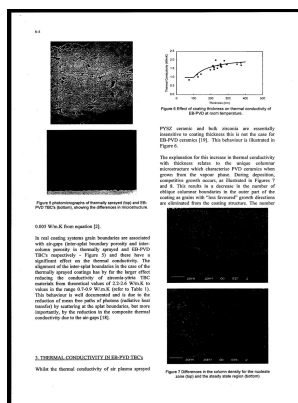 8-4
Figure 5 photomicrographs of thermally sprayed (top) and EB-
PVD TBC's (bottom), showing the differences in microstructure.
0.003 W/m.K from equation [2].
In real coating systems grain boundaries are associated
with air-gaps (inter-splat boundary porosity and inter-
column porosity in thermally sprayed and EB-PVD
TBC's respectively - Figure 5) and these have a
significant effect on the thermal conductivity. The
alignment of the inter-splat boundaries in the case of the
thermally sprayed coatings has by far the larger effect
reducing the conductivity of zirconia-yttria TBC
materials from theoretical values of 2.2-2.6 W/m.K to
values in the range 0.7-0.9 W/m.K (refer to Table 1).
This behaviour is well documented and is due to the
reduction of mean free paths of phonons (radiative heat
transfer) by scattering at the splat boundaries, but more
importantly, by the reduction in the composite thermal
conductivity due to the air-gaps [18].
3. THERMAL CONDUCTIVITY IN EB-PVD TBC's
Whilst the thermal conductivity of air plasma sprayed
Thickness (mm)
Figure 6 Effect of coating thickness on thermal conductivity of
EB-PVD at room temperature.
PYSZ ceramic and bulk zirconia are essentially
insensitive to coating thickness this is not the case for
EB-PVD ceramics [19]. This behaviour is illustrated in
Figure 6.
The explanation for this increase in thermal conductivity
with thickness relates to the unique columnar
microstructure which characterise PVD ceramics when
grown from the vapour phase. During deposition,
competitive growth occurs, as illustrated in Figures 7
and 8. This results in a decrease in the number of
oblique columnar boundaries in the outer part of the
coating as grains with "less favoured" growth directions
are eliminated from the coating structure. The number
Figure 7 Differences in the column density for the nucleate
zone (top) and the steady state region (bottom)